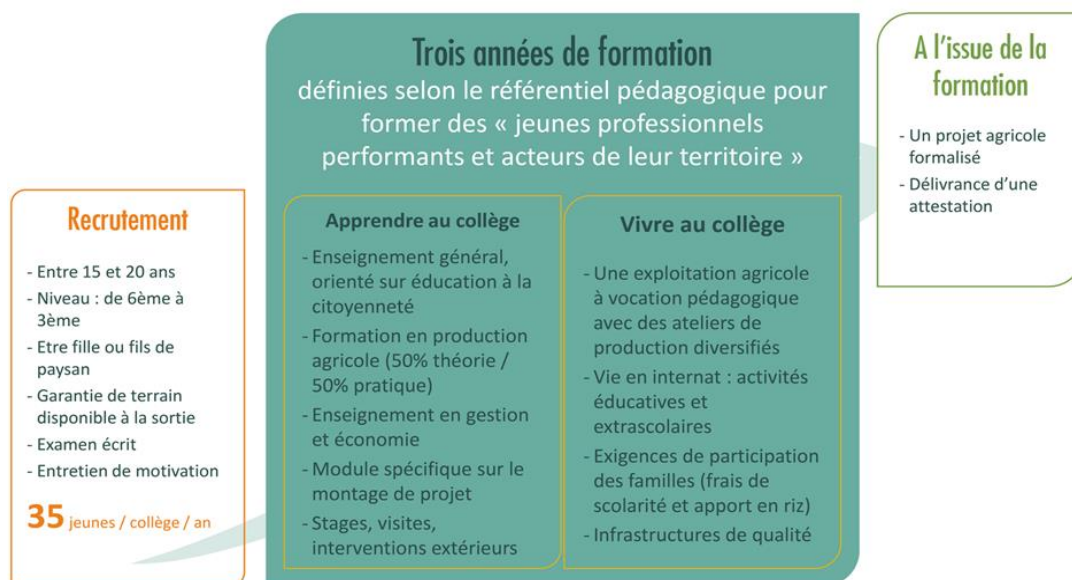 Recrutement
- Entre 15 et 20 ans
- Niveau : de 6ème à
3ème
- Etre fille ou fils de
paysan
- Garantie de terrain
disponible à la sortie
- Examen écrit
- Entretien de motivation
35 jeunes / collège / an
Trois années de formation
définies selon le référentiel pédagogique pour
former des « jeunes professionnels
performants et acteurs de leur territoire »
Apprendre au collège
- Enseignement général,
orienté sur éducation à la
citoyenneté
- Formation en production
agricole (50% théorie /
50% pratique)
- Enseignement en gestion
et économie
- Module spécifique sur le
montage de projet
- Stages, visites,
interventions extérieurs
Vivre au collège
- Une exploitation agricole
à vocation pédagogique
avec des ateliers de
production diversifiés
- Vie en internat : activités
éducatives et
extrascolaires
- Exigences de participation
des familles (frais de
scolarité et apport en riz)
- Infrastructures de qualité
A l'issue de la
formation
- Un projet agricole
formalisé
- Délivrance d'une
attestation